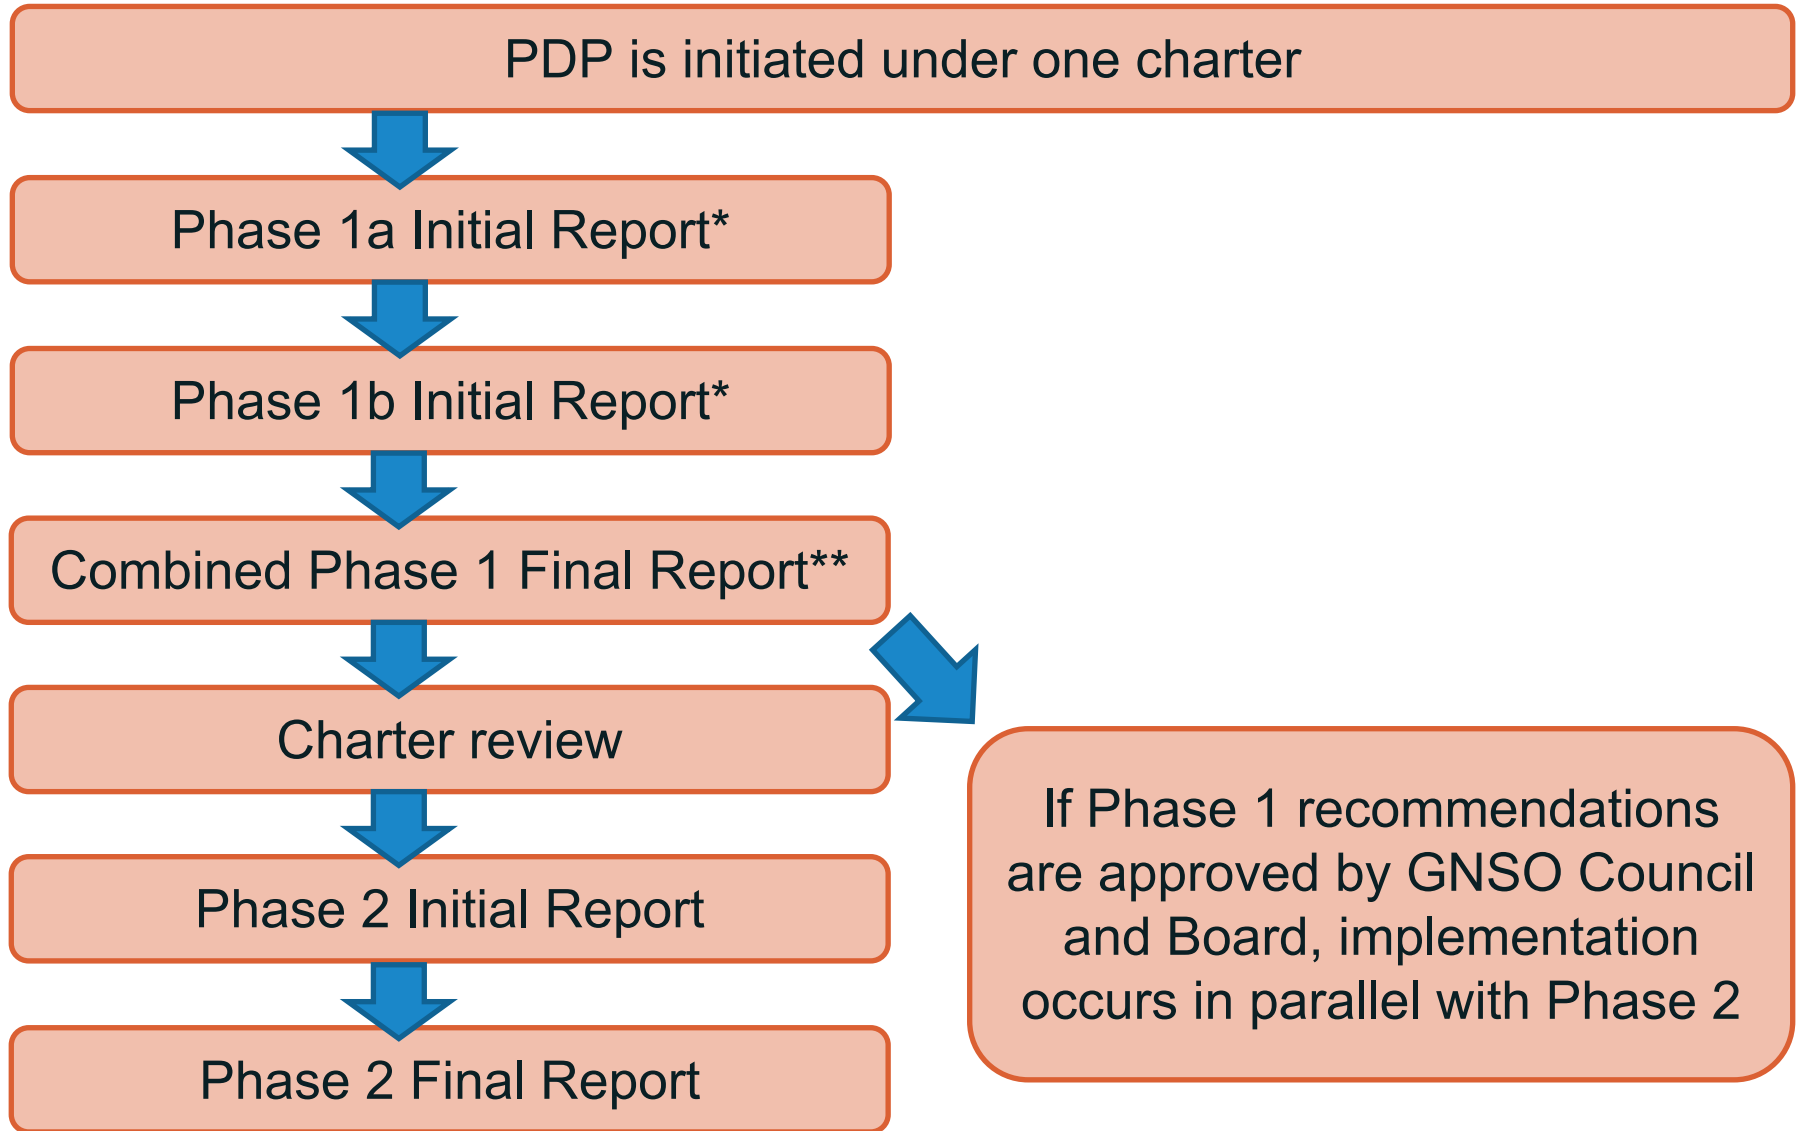 PDP is initiated under one charter
Phase 1a Initial Report*
Phase 1b Initial Report*
Combined Phase 1 Final Report**
Charter review
Phase 2 Initial Report
Phase 2 Final Report
If Phase 1 recommendations
are approved by GNSO Council
and Board, implementation
occurs in parallel with Phase 2